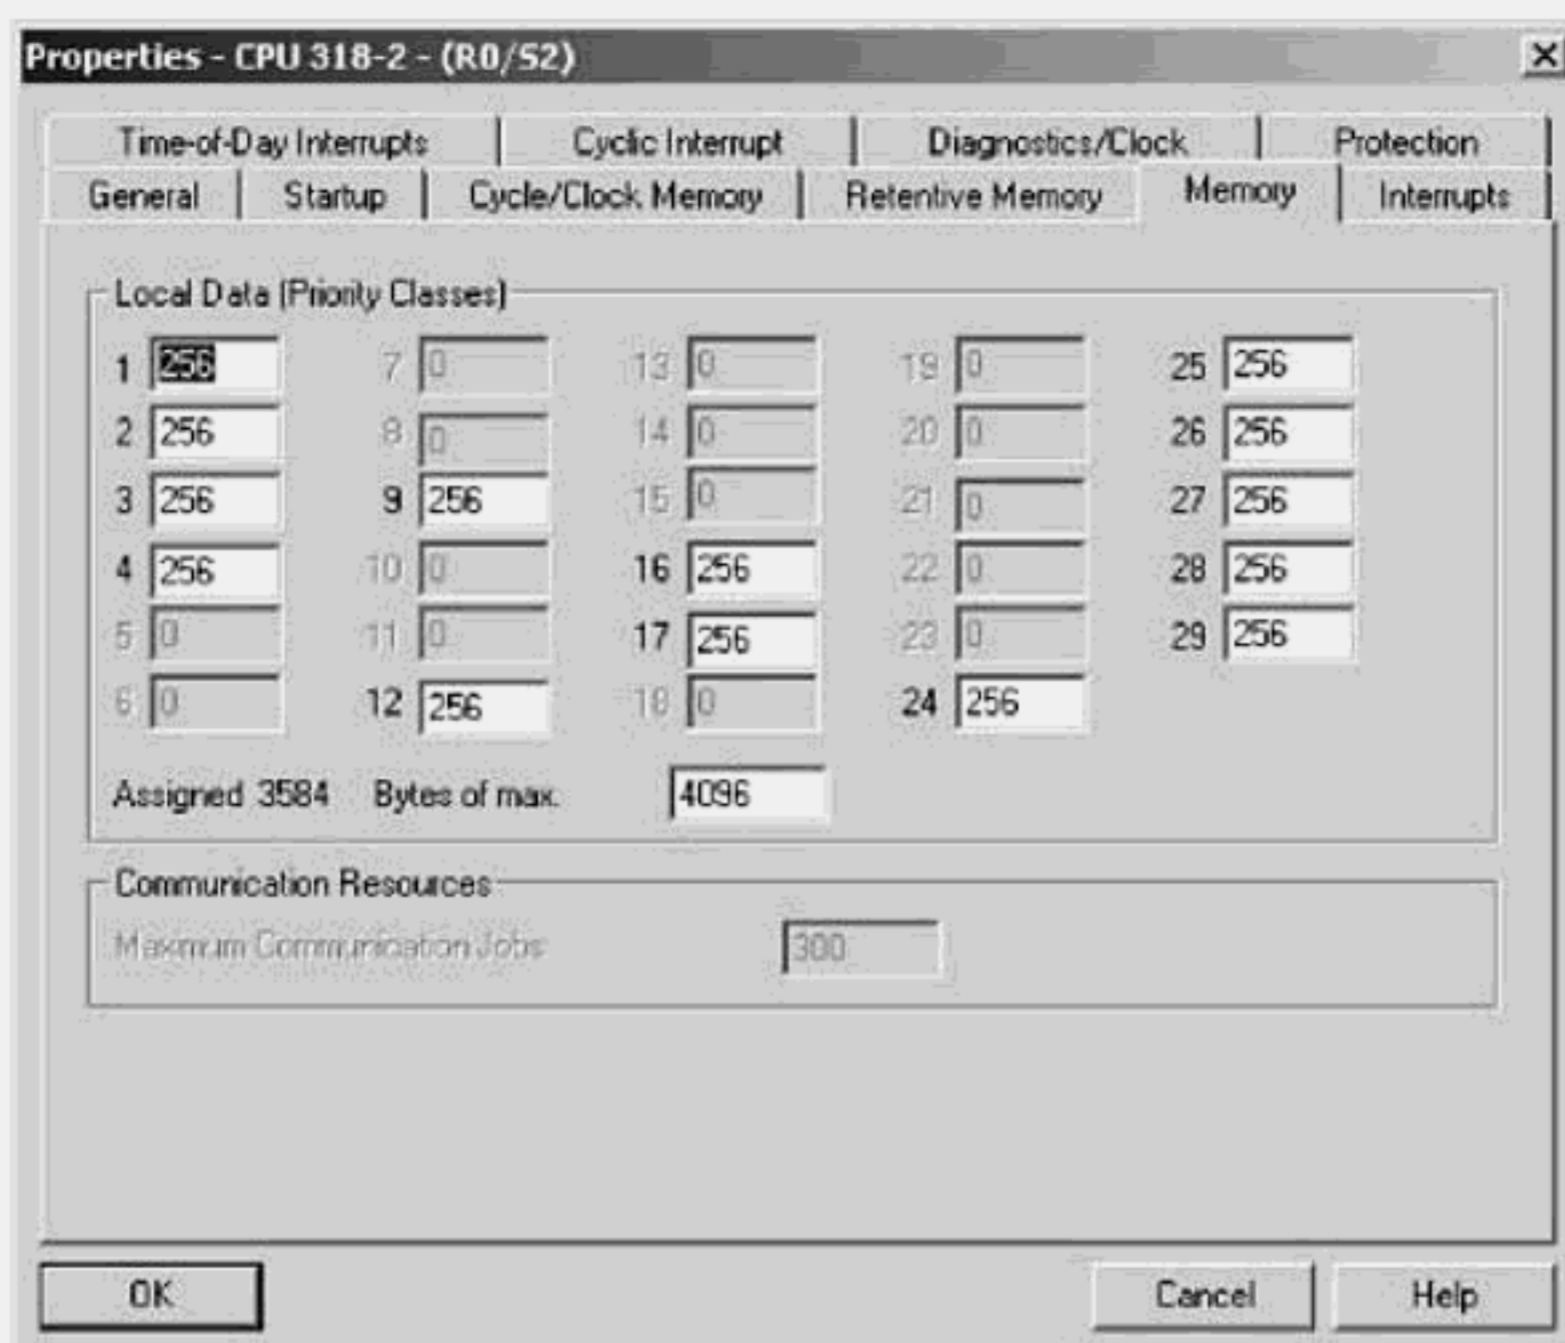 Properties - CPU 318-2 - (R0/S2)
Time-of-Day Interrupts Cyclic Interrupt Diagnostics/Clock Protection
General Startup Cycle/Clock Memory Retentive Memory Memory Interrupts
Local Data (Priority Classes)
1 256 7 0 13 0 19 0 25 256
2 256 8 0 14 0 20 0 26 256
3 256 9 256 15 0 21 0 27 256
4 256 10 0 16 256 22 0 28 256
5 0 11 0 17 256 23 0 29 256
6 0 12 256 18 0 24 256
Assigned 3584 Bytes of max. 4096
Communication Resources
Maximum Communication Jobs 300
OK Cancel Help